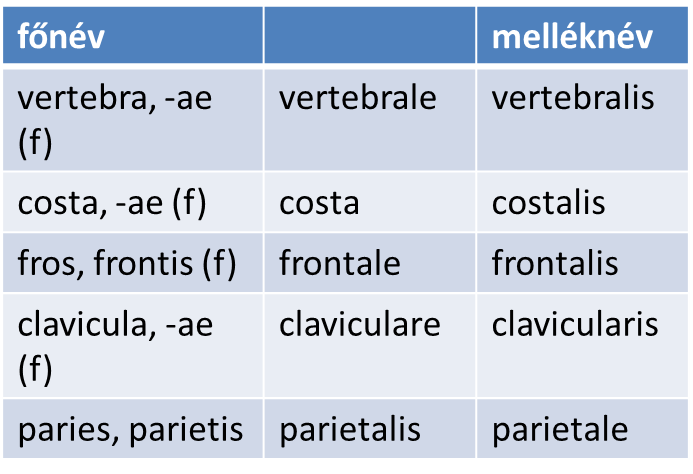 főnév melléknév
vertebra, -ae vertebrale vertebralis
(f)
costa, -ae (f) costa costalis
fros, frontis (f) frontale frontalis
clavicula, -ae claviculare clavicularis
(f)
paries, parietis parietalis parietale